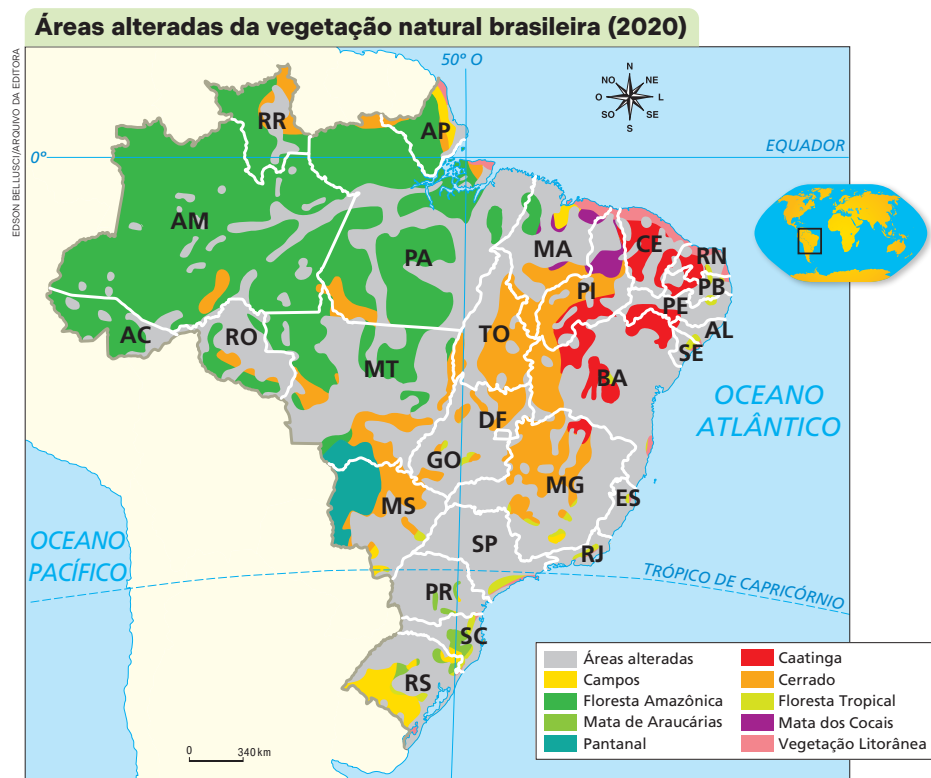 Áreas alteradas da vegetação natural brasileira (2020)
EDSON BELLUSCI/ARQUIVO DA EDITORA
50º O
N
NO NE
O L
SO SE
S
EQUADOR
0º
RR
AP
AM
PA
MA
CE
RN
PB
PI
PE
AL
AC
RO
TO
SE
MT
BA
OCEANO
ATLÂNTICO
DF
GO
MG
ES
MS
SP
RJ
OCEANO
PACÍFICO
TRÓPICO DE CAPRICÓRNIO
PR
SC
RS
0 340 km
Áreas alteradas
Campos
Floresta Amazônica
Mata de Araucárias
Pantanal
Caatinga
Cerrado
Floresta Tropical
Mata dos Cocais
Vegetação Litorânea